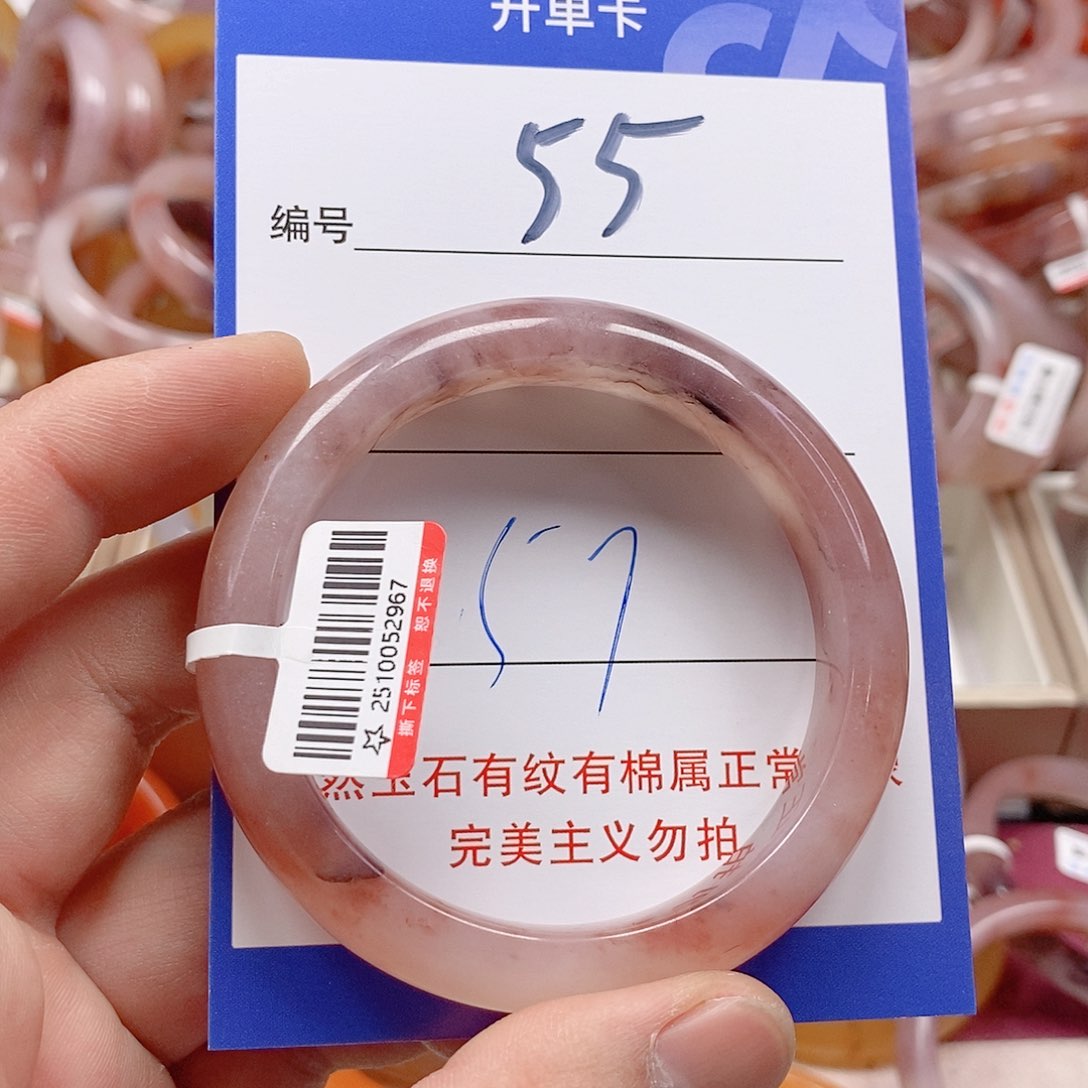 开单卡
编号 55
57
☆ 2510052967
撕下标签 恕不退换
然玉石有纹有棉属正常
完美主义勿拍